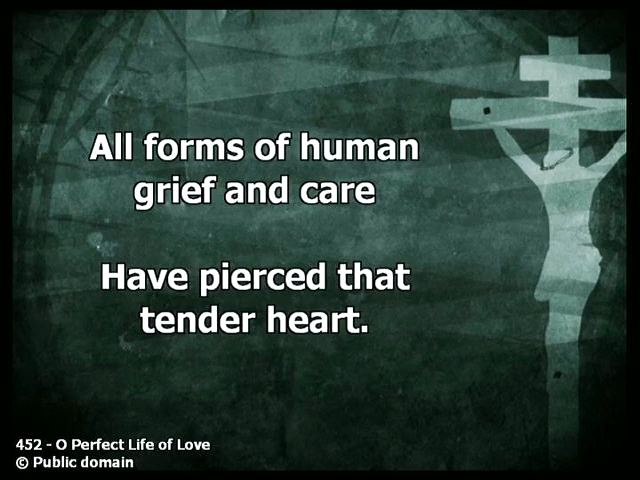 All forms of human
grief and care
Have pierced that
tender heart.
452 - O Perfect Life of Love
© Public domain